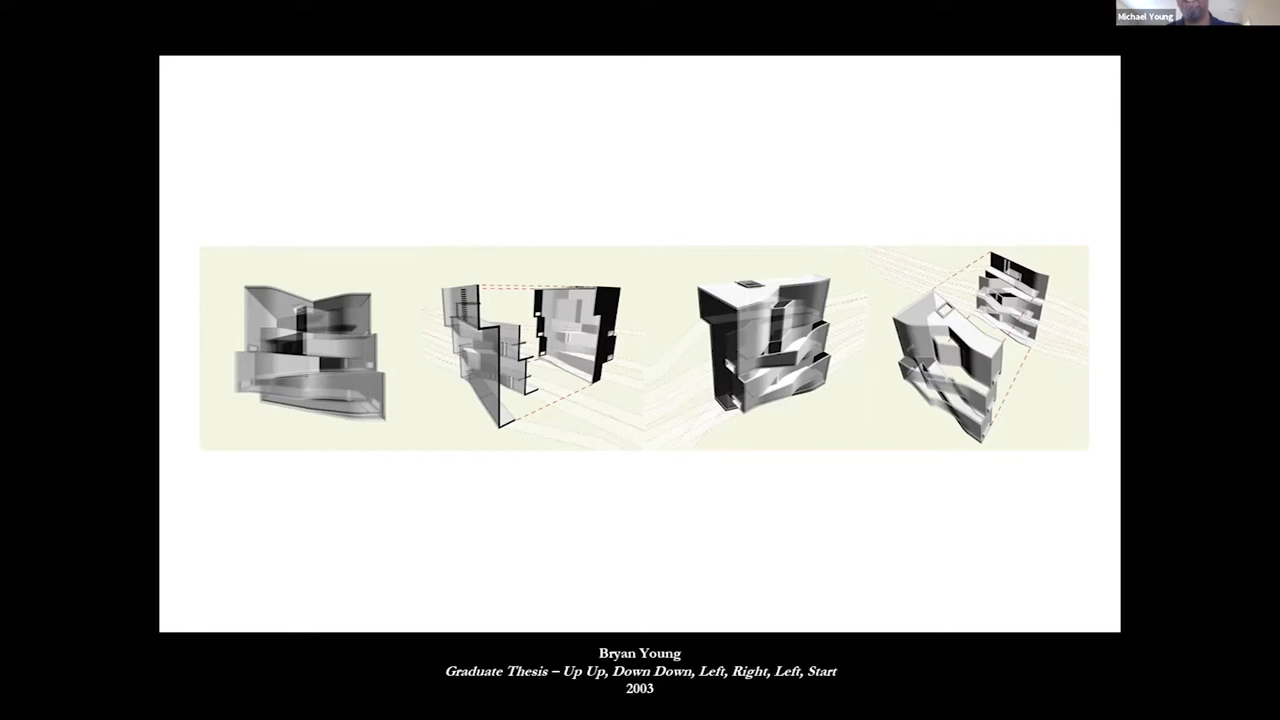 Michael Young
Bryan Young
Graduate Thesis – Up Up, Down Down, Left, Right, Left, Start
2003